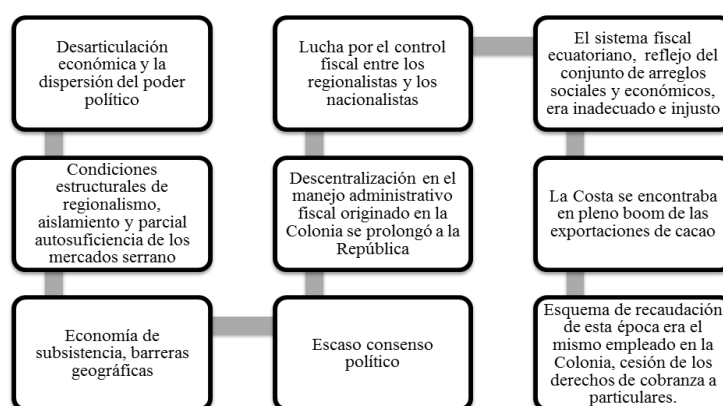 Desarticulación
económica y la
dispersión del poder
político
Condiciones
estructurales de
regionalismo,
aislamiento y parcial
autosuficiencia de los
mercados serrano
Economía de
subsistencia, barreras
geográficas
Escaso consenso
político
Descentralización en el
manejo administrativo
fiscal originado en la
Colonia se prolongó a la
República
Lucha por el control
fiscal entre los
regionalistas y los
nacionalistas
El sistema fiscal
ecuatoriano, reflejo del
conjunto de arreglos
sociales y económicos,
era inadecuado e injusto
La Costa se encontraba
en pleno boom de las
exportaciones de cacao
Esquema de recaudación
de esta época era el
mismo empleado en la
Colonia, cesión de los
derechos de cobranza a
particulares.